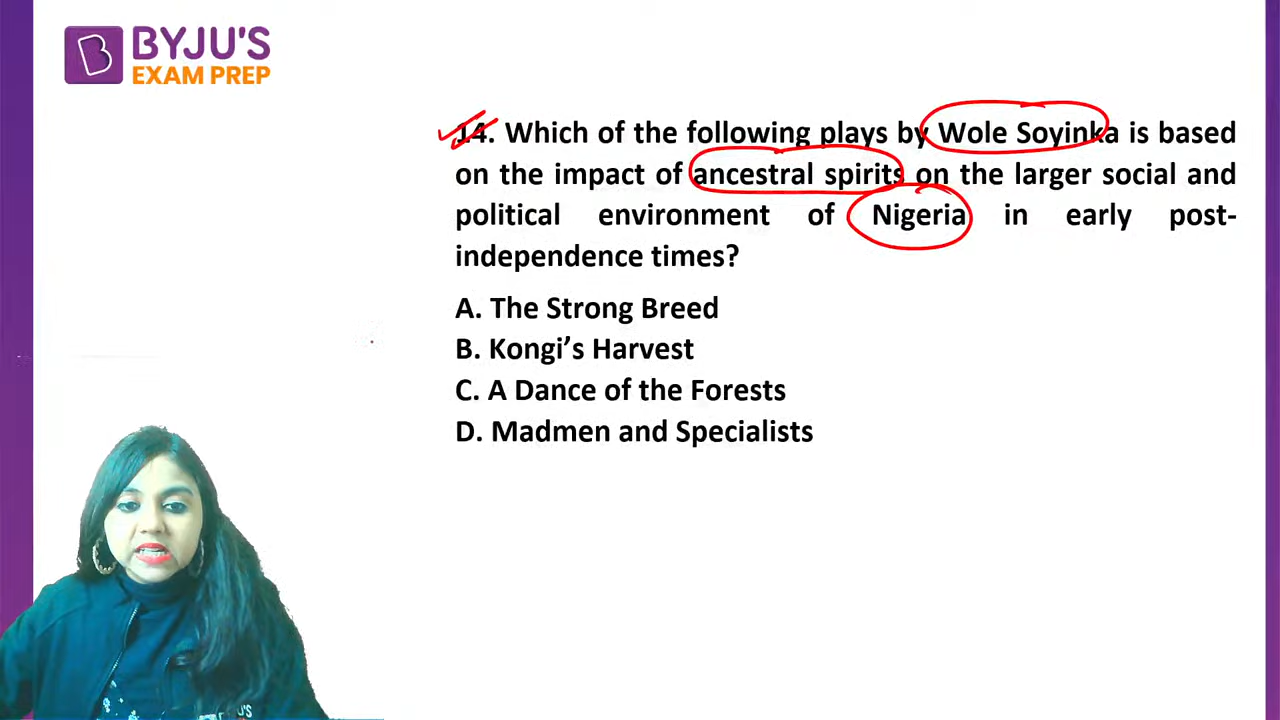 BYJU'S
EXAM PREP
14. Which of the following plays by Wole Soyinka is based
on the impact of ancestral spirits on the larger social and
political environment of Nigeria in early post-
independence times?
A. The Strong Breed
B. Kongi’s Harvest
C. A Dance of the Forests
D. Madmen and Specialists
BYJU'S